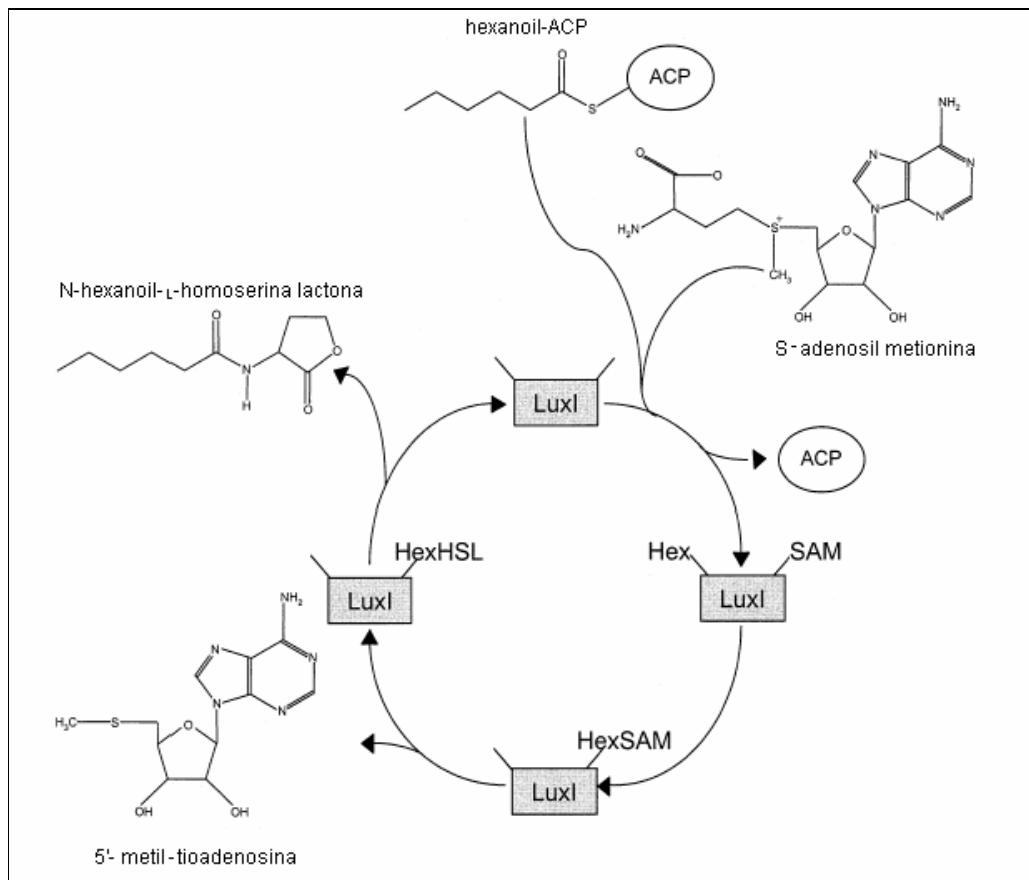 hexanoil-ACP
O
S
ACP
NH₂
N
N
N
N
O
O
H₂N
S⁺
CH₃
O
OH
OH
S-adenosil metionina
N-hexanoil-L-homoserina lactona
O
N
H
O
O
LuxI
ACP
Hex
SAM
LuxI
HexHSL
LuxI
HexSAM
LuxI
NH₂
N
N
N
N
H₃C
S
O
OH
OH
5'- metil-tioadenosina